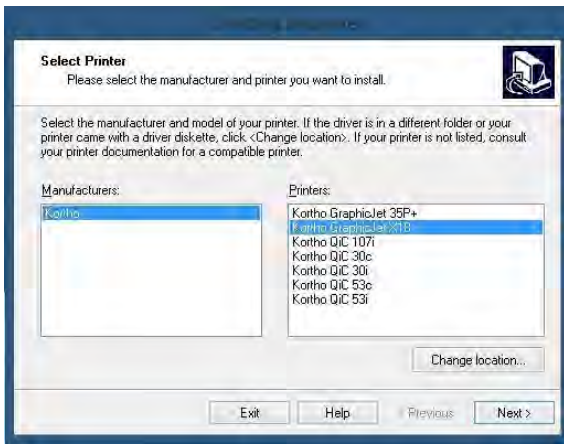 Select Printer
Please select the manufacturer and printer you want to install.
Select the manufacturer and model of your printer. If the driver is in a different folder or your
printer came with a driver diskette, click <Change location>. If your printer is not listed, consult
your printer documentation for a compatible printer.
Manufacturers:
Kortho
Printers:
Kortho GraphicJet 35P+
Kortho GraphicJet X1B
Kortho QiC 107i
Kortho QiC 30c
Kortho QiC 30i
Kortho QiC 53c
Kortho QiC 53i
Change location...
Exit
Help
< Previous
Next >